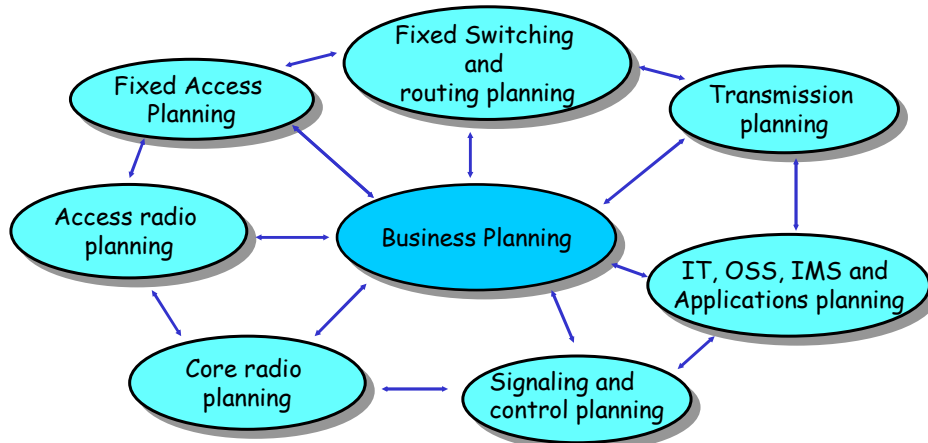 Fixed Switching
and
routing planning
Fixed Access
Planning
Transmission
planning
Access radio
planning
Business Planning
IT, OSS, IMS and
Applications planning
Core radio
planning
Signaling and
control planning